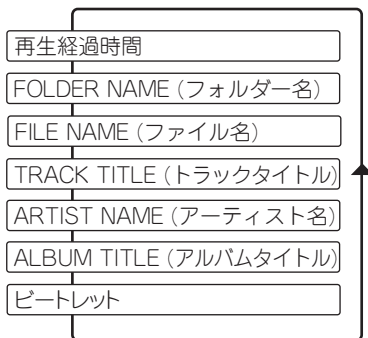 再生経過時間
FOLDER NAME (フォルダー名)
FILE NAME (ファイル名)
TRACK TITLE (トラックタイトル)
ARTIST NAME (アーティスト名)
ALBUM TITLE (アルバムタイトル)
ビートレット